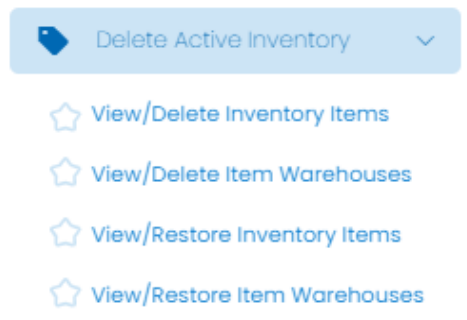 Delete Active Inventory
View/Delete Inventory Items
View/Delete Item Warehouses
View/Restore Inventory Items
View/Restore Item Warehouses